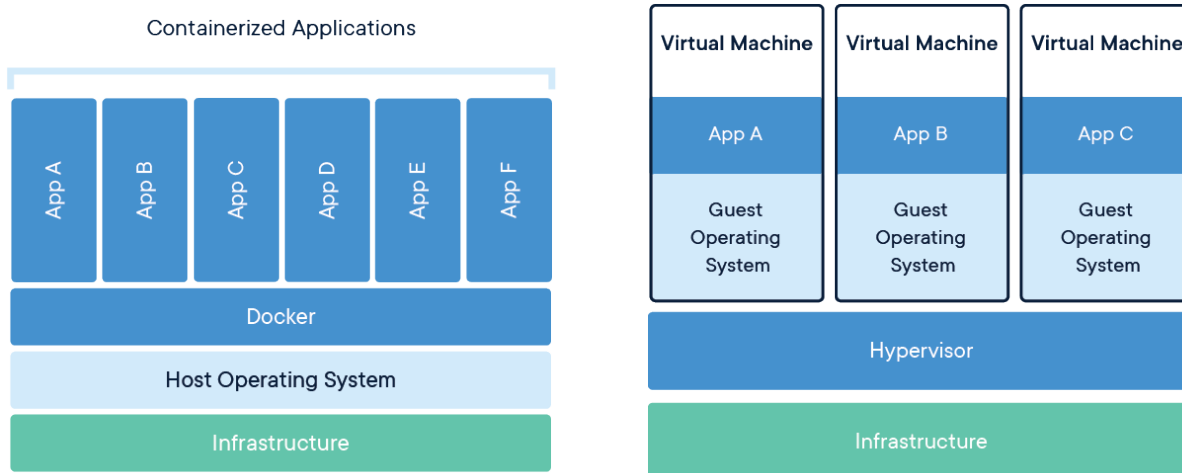 Containerized Applications
App A
App B
App C
App D
App E
App F
Docker
Host Operating System
Infrastructure
Virtual Machine
App A
Guest
Operating
System
Virtual Machine
App B
Guest
Operating
System
Virtual Machine
App C
Guest
Operating
System
Hypervisor
Infrastructure